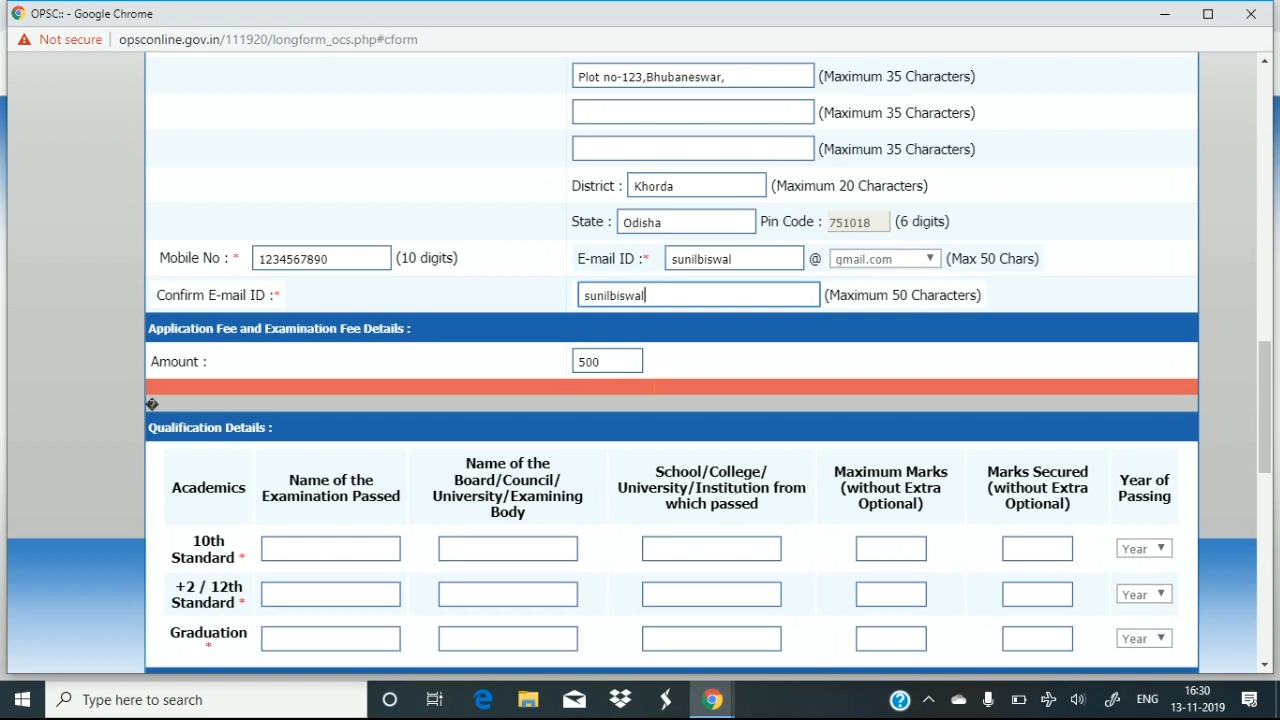 OPSC:: - Google Chrome
Not secure | opsconline.gov.in/111920/longform_ocs.php#cform
Plot no-123,Bhubaneswar, (Maximum 35 Characters)
(Maximum 35 Characters)
(Maximum 35 Characters)
District : Khorda (Maximum 20 Characters)
State : Odisha Pin Code : 751018 (6 digits)
Mobile No : * 1234567890 (10 digits) E-mail ID :* sunilbiswal @ gmail.com (Max 50 Chars)
Confirm E-mail ID :* sunilbiswal (Maximum 50 Characters)
Application Fee and Examination Fee Details :
Amount : 500
�
Qualification Details :
Academics
Name of the
Examination Passed
Name of the
Board/Council/
University/Examining
Body
School/College/
University/Institution from
which passed
Maximum Marks
(without Extra
Optional)
Marks Secured
(without Extra
Optional)
Year of
Passing
10th
Standard *
Year
+2 / 12th
Standard *
Year
Graduation
*
Year
Type here to search
ENG
16:30
13-11-2019